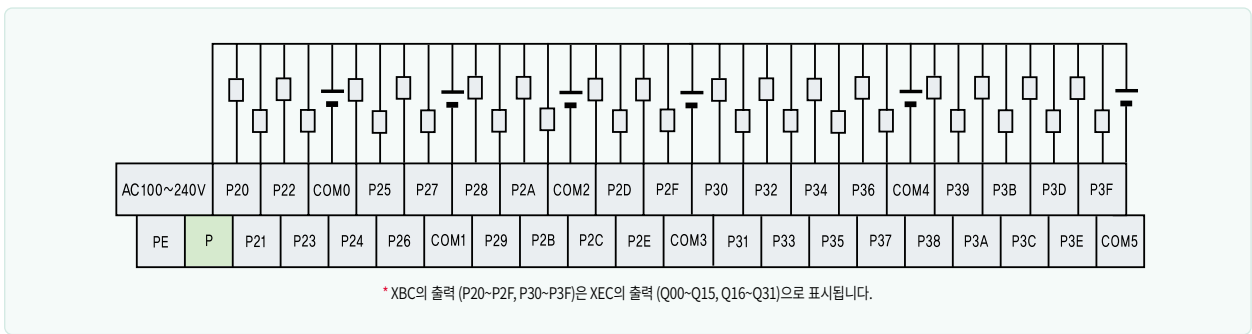 AC100~240V P20 P22 COM0 P25 P27 P28 P2A COM2 P2D P2F P30 P32 P34 P36 COM4 P39 P3B P3D P3F
PE P P21 P23 P24 P26 COM1 P29 P2B P2C P2E COM3 P31 P33 P35 P37 P38 P3A P3C P3E COM5
* XBC의 출력 (P20~P2F, P30~P3F)은 XEC의 출력 (Q00~Q15, Q16~Q31)으로 표시됩니다.